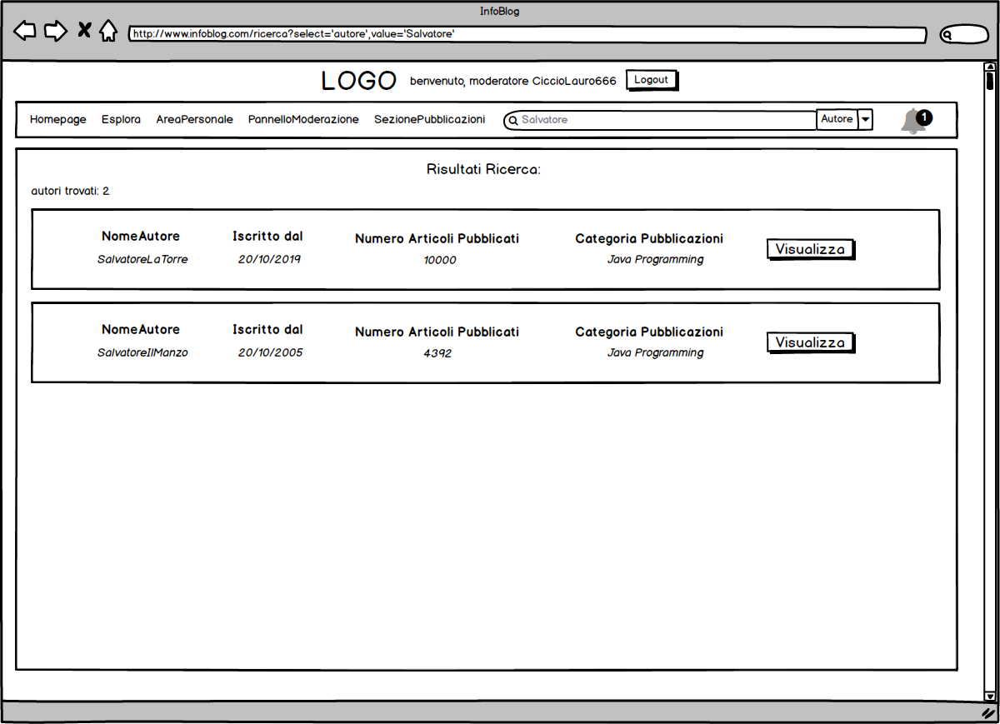 InfoBlog
http://www.infoblog.com/ricerca?select='autore',value='Salvatore'
LOGO benvenuto, moderatore CiccioLauro666 Logout
Homepage Esplora AreaPersonale PannelloModerazione SezionePubblicazioni Salvatore Autore 1
Risultati Ricerca:
autori trovati: 2
NomeAutore Iscritto dal Numero Articoli Pubblicati Categoria Pubblicazioni Visualizza
SalvatoreLaTorre 20/10/2019 10000 Java Programming
NomeAutore Iscritto dal Numero Articoli Pubblicati Categoria Pubblicazioni Visualizza
SalvatoreIlManzo 20/10/2005 4392 Java Programming